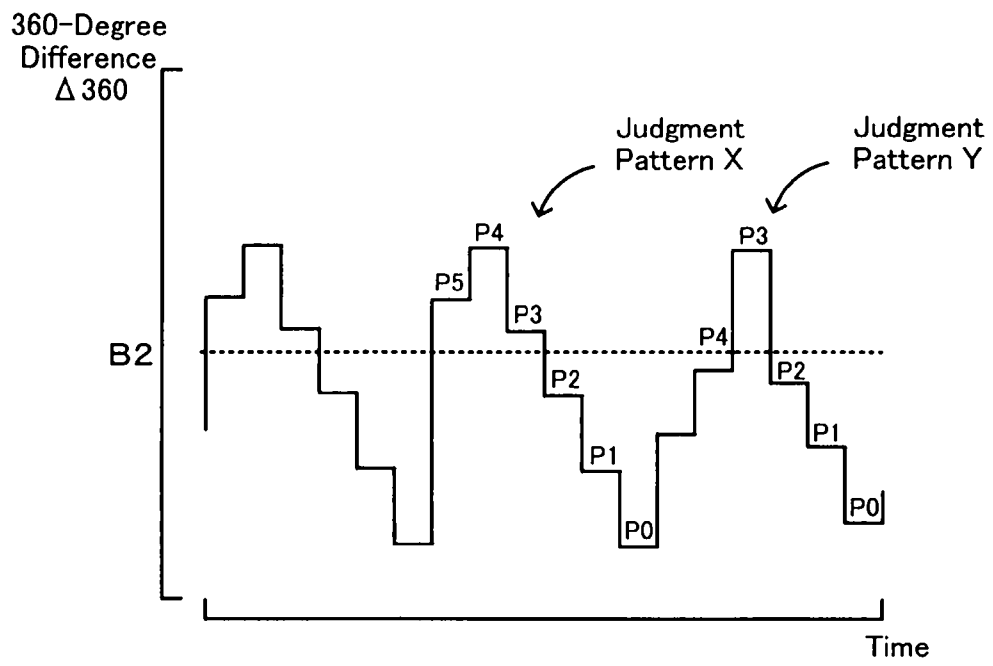 360-Degree
Difference
Δ360
Judgment
Pattern X
Judgment
Pattern Y
P4
P3
P5
P3
B2
P4
P2
P2
P1
P1
P0
P0
Time